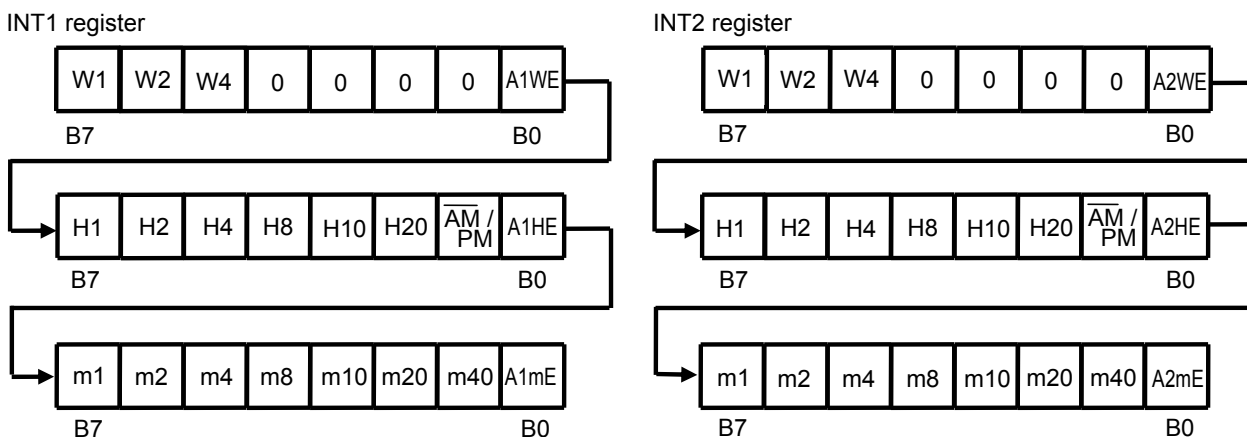 INT1 register
W1 W2 W4 0 0 0 0 A1WE
B7 B0
H1 H2 H4 H8 H10 H20 AM / PM A1HE
B7 B0
m1 m2 m4 m8 m10 m20 m40 A1mE
B7 B0
INT2 register
W1 W2 W4 0 0 0 0 A2WE
B7 B0
H1 H2 H4 H8 H10 H20 AM / PM A2HE
B7 B0
m1 m2 m4 m8 m10 m20 m40 A2mE
B7 B0